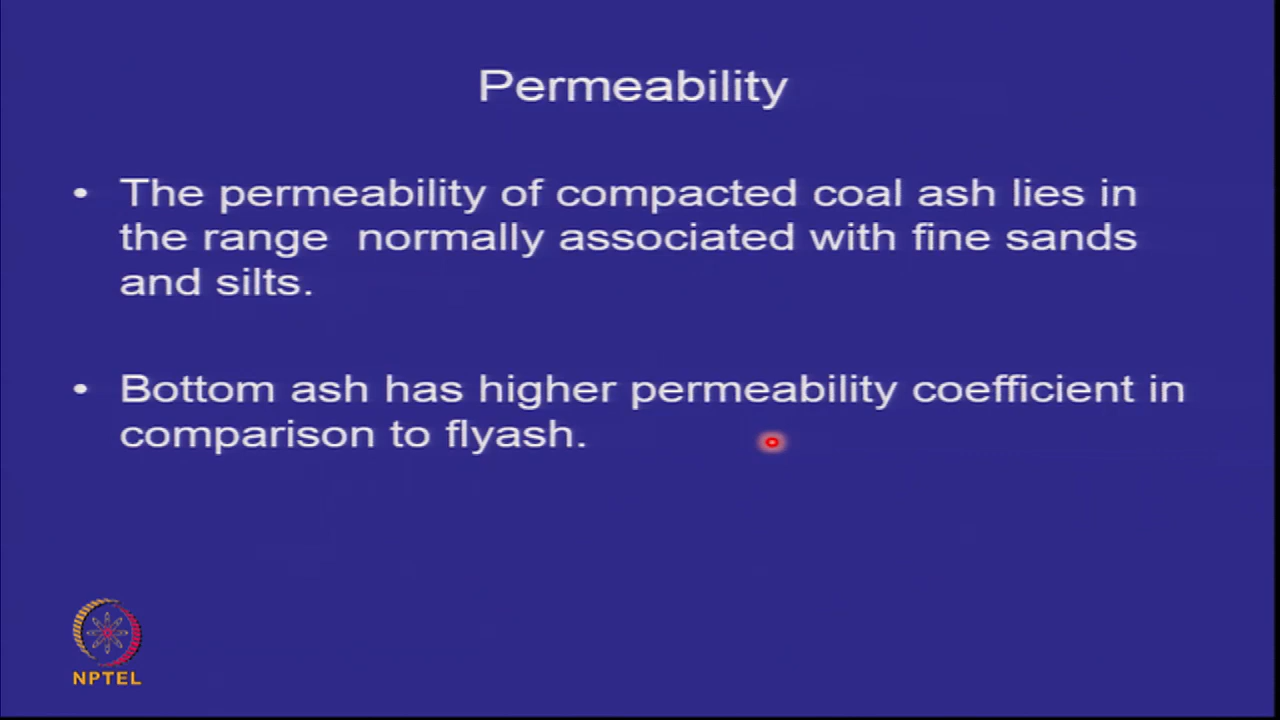 Permeability
• The permeability of compacted coal ash lies in
the range normally associated with fine sands
and silts.
• Bottom ash has higher permeability coefficient in
comparison to flyash.
NPTEL